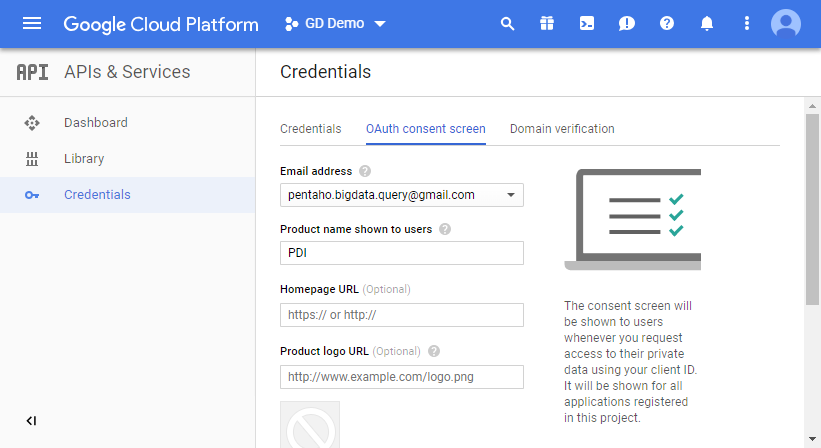 Google Cloud Platform
GD Demo
API
APIs & Services
Credentials
Dashboard
Library
Credentials
Credentials
OAuth consent screen
Domain verification
Email address
pentaho.bigdata.query@gmail.com
Product name shown to users
PDI
Homepage URL (Optional)
https:// or http://
Product logo URL (Optional)
http://www.example.com/logo.png
The consent screen will
be shown to users
whenever you request
access to their private
data using your client ID.
It will be shown for all
applications registered
in this project.